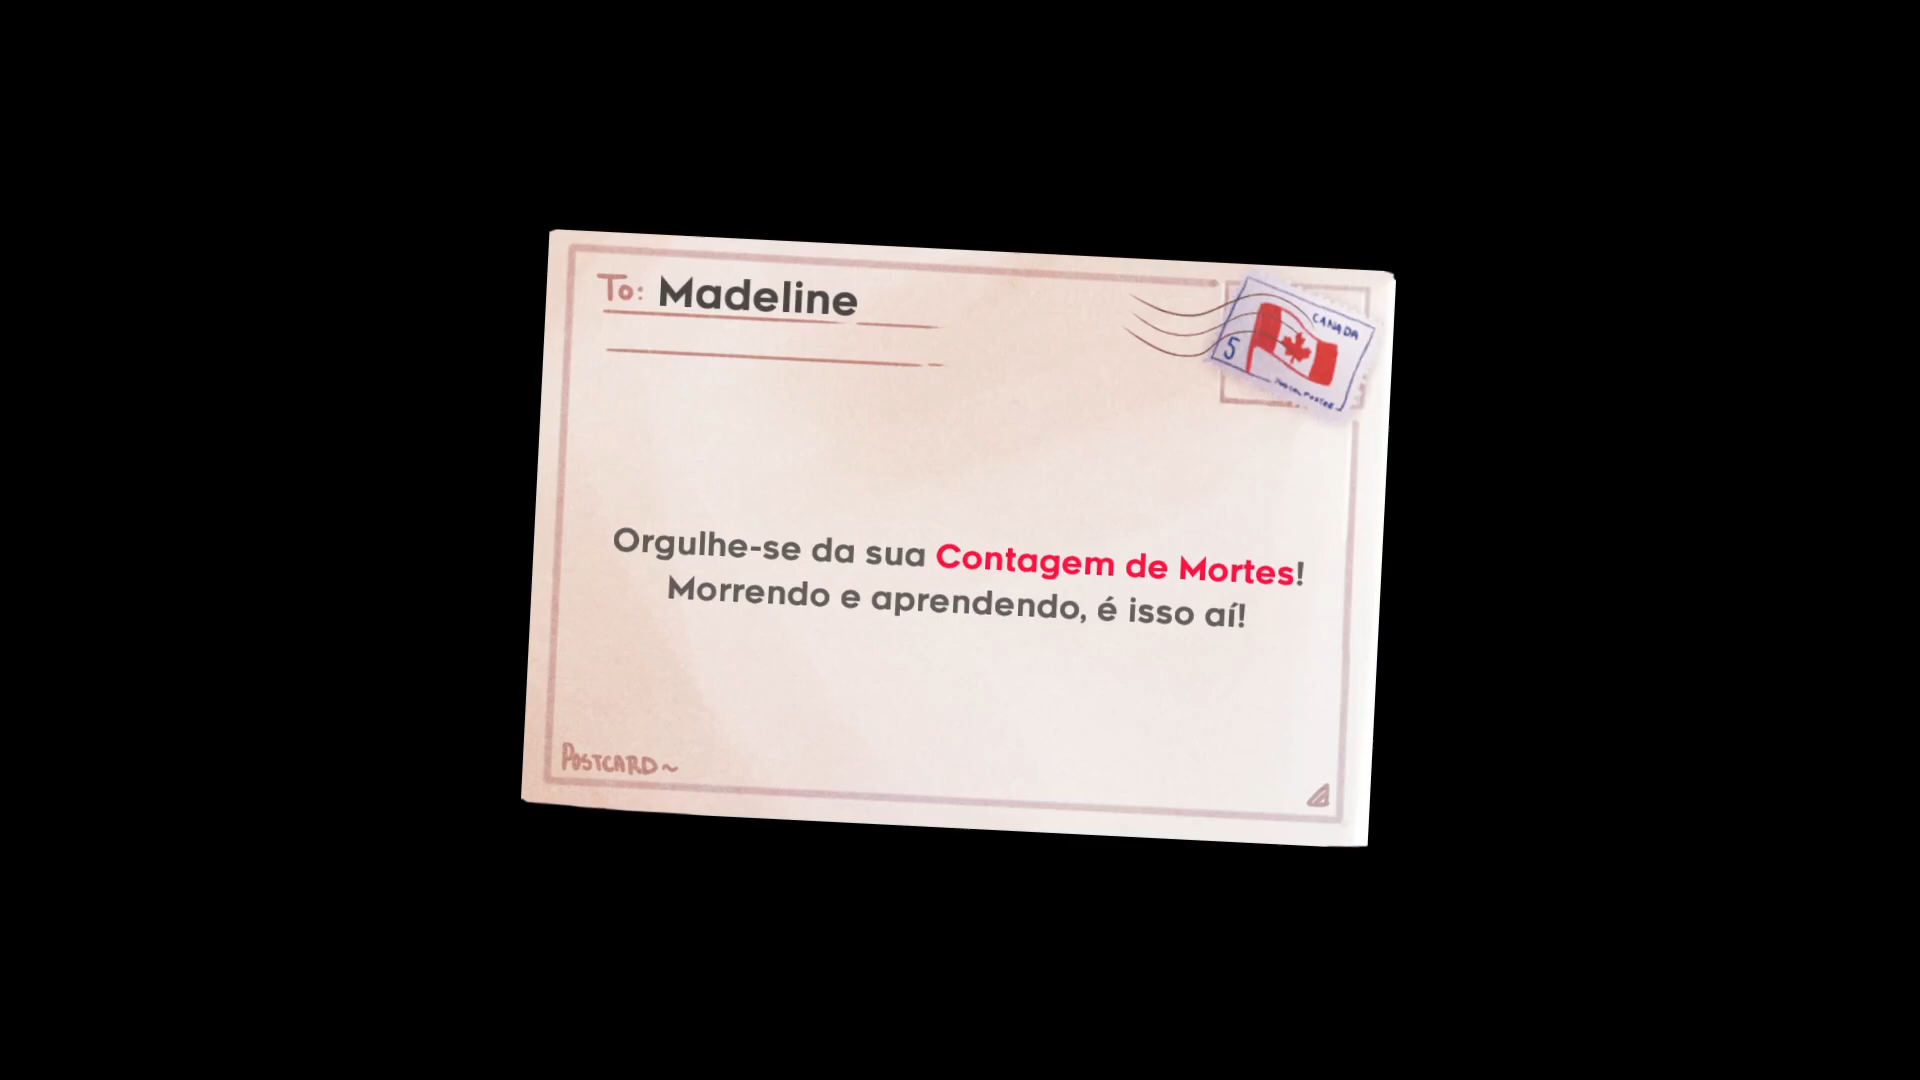 To: Madeline
CANADA
5
Orgulhe-se da sua Contagem de Mortes!
Morrendo e aprendendo, é isso aí!
POSTCARD~